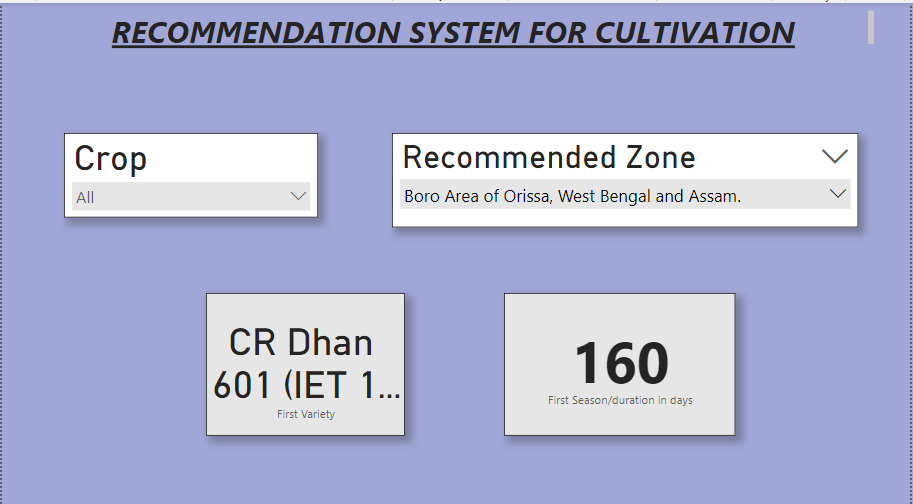 RECOMMENDATION SYSTEM FOR CULTIVATION
Crop
All
Recommended Zone
Boro Area of Orissa, West Bengal and Assam.
CR Dhan
601 (IET 1...
First Variety
160
First Season/duration in days